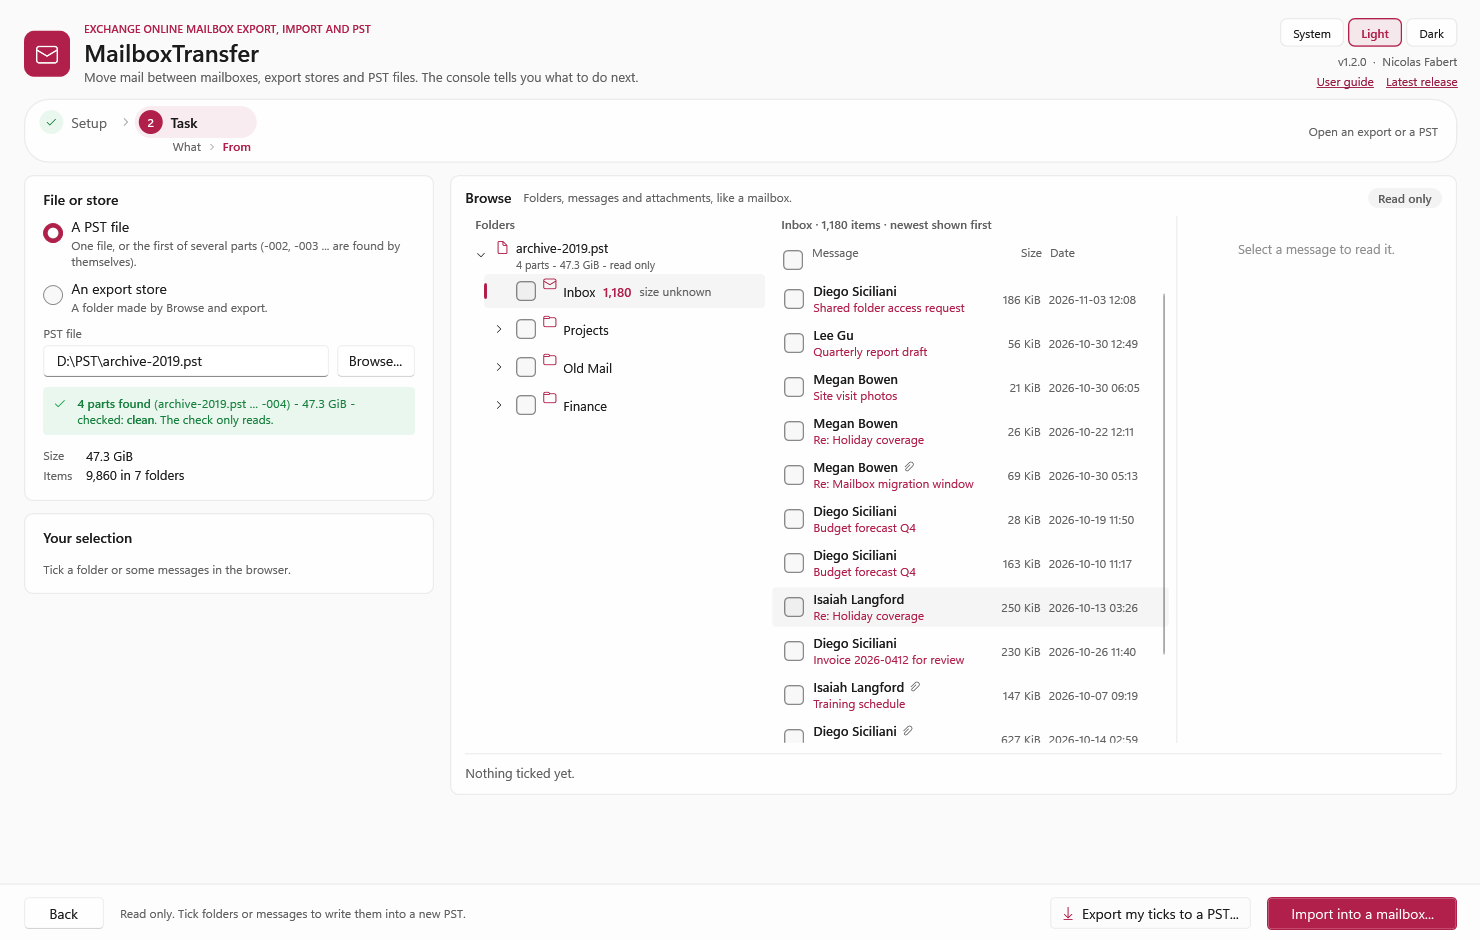 EXCHANGE ONLINE MAILBOX EXPORT, IMPORT AND PST
MailboxTransfer
Move mail between mailboxes, export stores and PST files. The console tells you what to do next.
System
Light
Dark
v1.2.0 · Nicolas Fabert
User guide
Latest release
Setup
2
Task
What
From
Open an export or a PST
File or store
A PST file
One file, or the first of several parts (-002, -003 ... are found by
themselves).
An export store
A folder made by Browse and export.
PST file
D:\PST\archive-2019.pst
Browse...
4 parts found (archive-2019.pst ... -004) - 47.3 GiB -
checked: clean. The check only reads.
Size 47.3 GiB
Items 9,860 in 7 folders
Your selection
Tick a folder or some messages in the browser.
Browse Folders, messages and attachments, like a mailbox.
Read only
Folders
archive-2019.pst
4 parts - 47.3 GiB - read only
Inbox 1,180 size unknown
Projects
Old Mail
Finance
Inbox · 1,180 items · newest shown first
Message Size Date
Diego Siciliani
Shared folder access request
186 KiB 2026-11-03 12:08
Lee Gu
Quarterly report draft
56 KiB 2026-10-30 12:49
Megan Bowen
Site visit photos
21 KiB 2026-10-30 06:05
Megan Bowen
Re: Holiday coverage
26 KiB 2026-10-22 12:11
Megan Bowen
Re: Mailbox migration window
69 KiB 2026-10-30 05:13
Diego Siciliani
Budget forecast Q4
28 KiB 2026-10-19 11:50
Diego Siciliani
Budget forecast Q4
163 KiB 2026-10-10 11:17
Isaiah Langford
Re: Holiday coverage
250 KiB 2026-10-13 03:26
Diego Siciliani
Invoice 2026-0412 for review
230 KiB 2026-10-26 11:40
Isaiah Langford
Training schedule
147 KiB 2026-10-07 09:19
Diego Siciliani
627 KiB 2026-10-14 02:59
Select a message to read it.
Nothing ticked yet.
Back
Read only. Tick folders or messages to write them into a new PST.
Export my ticks to a PST...
Import into a mailbox...